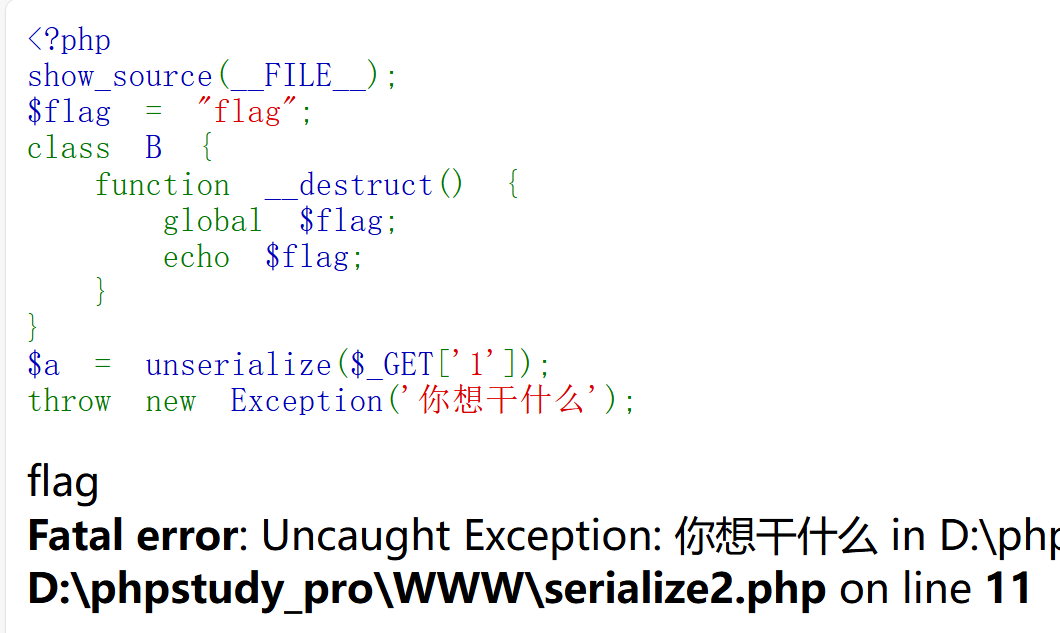 <?php
show_source(__FILE__);
$flag = "flag";
class B {
    function __destruct() {
        global $flag;
        echo $flag;
    }
}
$a = unserialize($_GET['1']);
throw new Exception('你想干什么');
flag
Fatal error: Uncaught Exception: 你想干什么 in D:\php
D:\phpstudy_pro\WWW\serialize2.php on line 11